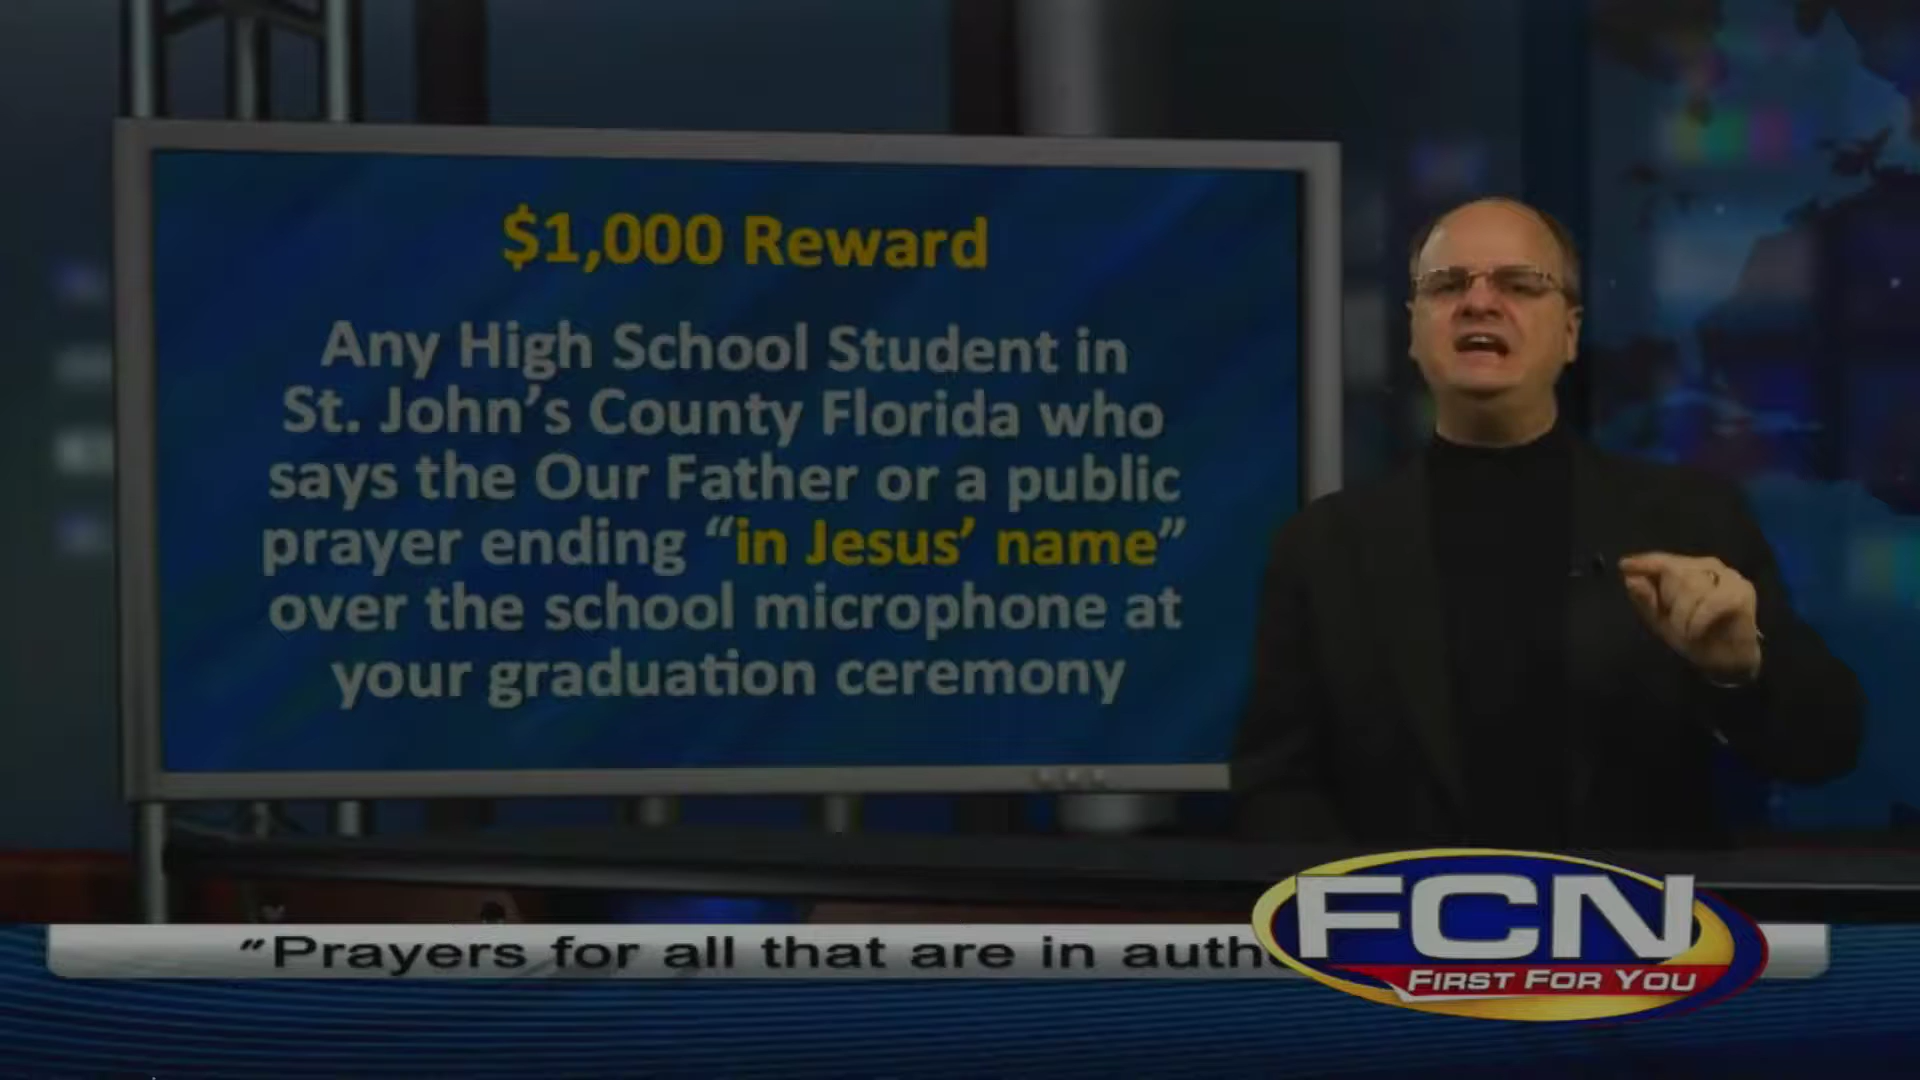 $1,000 Reward
Any High School Student in
St. John's County Florida who
says the Our Father or a public
prayer ending “in Jesus’ name”
over the school microphone at
your graduation ceremony
"Prayers for all that are in auth
FCN
FIRST FOR YOU